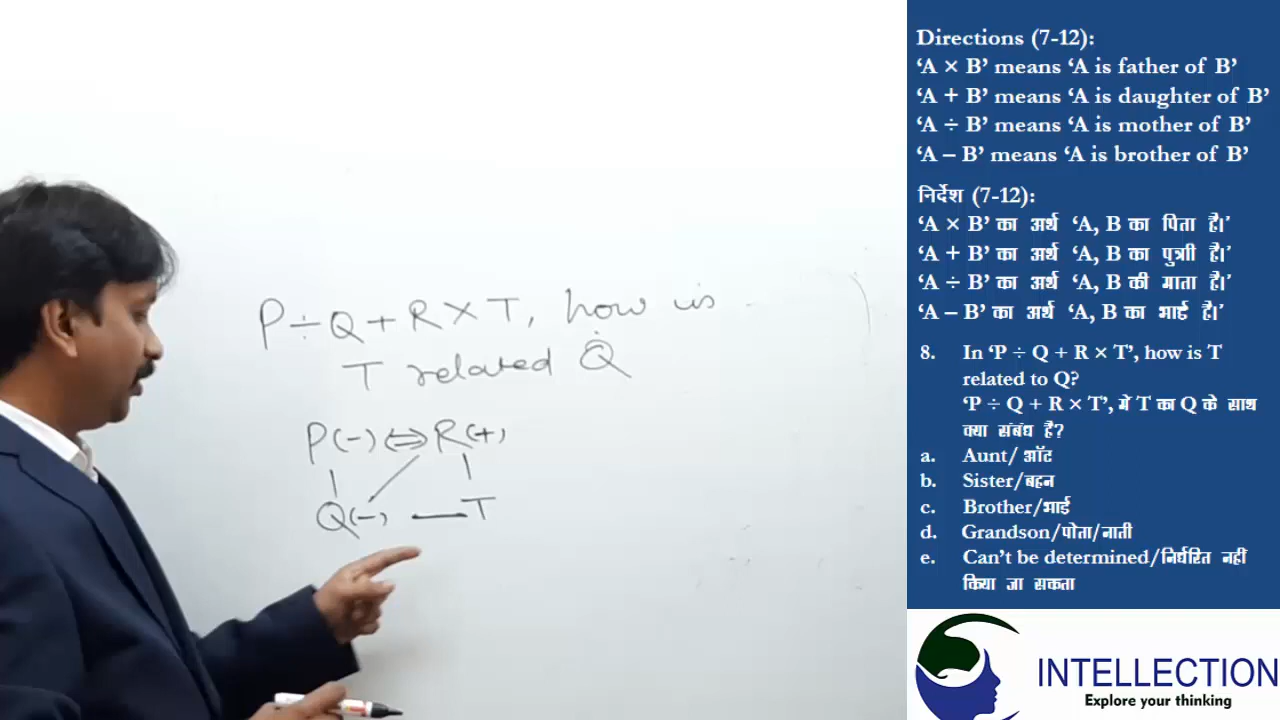 P÷Q+R×T, how is
T related Q
P(-)⇔R(+)
Q(-) — T
Directions (7-12):
‘A × B’ means ‘A is father of B’
‘A + B’ means ‘A is daughter of B’
‘A ÷ B’ means ‘A is mother of B’
‘A – B’ means ‘A is brother of B’
निर्देश (7-12):
‘A × B’ का अर्थ ‘A, B का पिता है।’
‘A + B’ का अर्थ ‘A, B का पुत्राी है।’
‘A ÷ B’ का अर्थ ‘A, B की माता है।’
‘A – B’ का अर्थ ‘A, B का भाई है।’
8. In ‘P ÷ Q + R × T’, how is T
related to Q?
‘P ÷ Q + R × T’, में T का Q के साथ
क्या संबंध है?
a. Aunt/ ऑंट
b. Sister/बहन
c. Brother/भाई
d. Grandson/पोता/नाती
e. Can’t be determined/निर्धरित नहीं
किया जा सकता
INTELLECTION
Explore your thinking